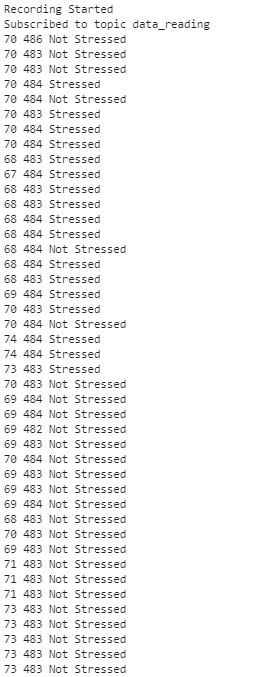 Recording Started
Subscribed to topic data_reading
70 486 Not Stressed
70 483 Not Stressed
70 483 Not Stressed
70 484 Stressed
70 484 Not Stressed
70 483 Stressed
70 484 Stressed
70 484 Stressed
68 483 Stressed
67 484 Stressed
68 483 Stressed
68 483 Stressed
68 484 Stressed
68 484 Stressed
68 484 Not Stressed
68 484 Stressed
68 483 Stressed
69 484 Stressed
70 483 Stressed
70 484 Not Stressed
74 484 Stressed
74 484 Stressed
73 483 Stressed
70 483 Not Stressed
69 484 Not Stressed
69 484 Not Stressed
69 482 Not Stressed
69 483 Not Stressed
70 484 Not Stressed
69 483 Not Stressed
69 483 Not Stressed
69 484 Not Stressed
68 483 Not Stressed
70 483 Not Stressed
69 483 Not Stressed
71 483 Not Stressed
71 483 Not Stressed
71 483 Not Stressed
73 483 Not Stressed
73 483 Not Stressed
73 483 Not Stressed
73 483 Not Stressed
73 483 Not Stressed